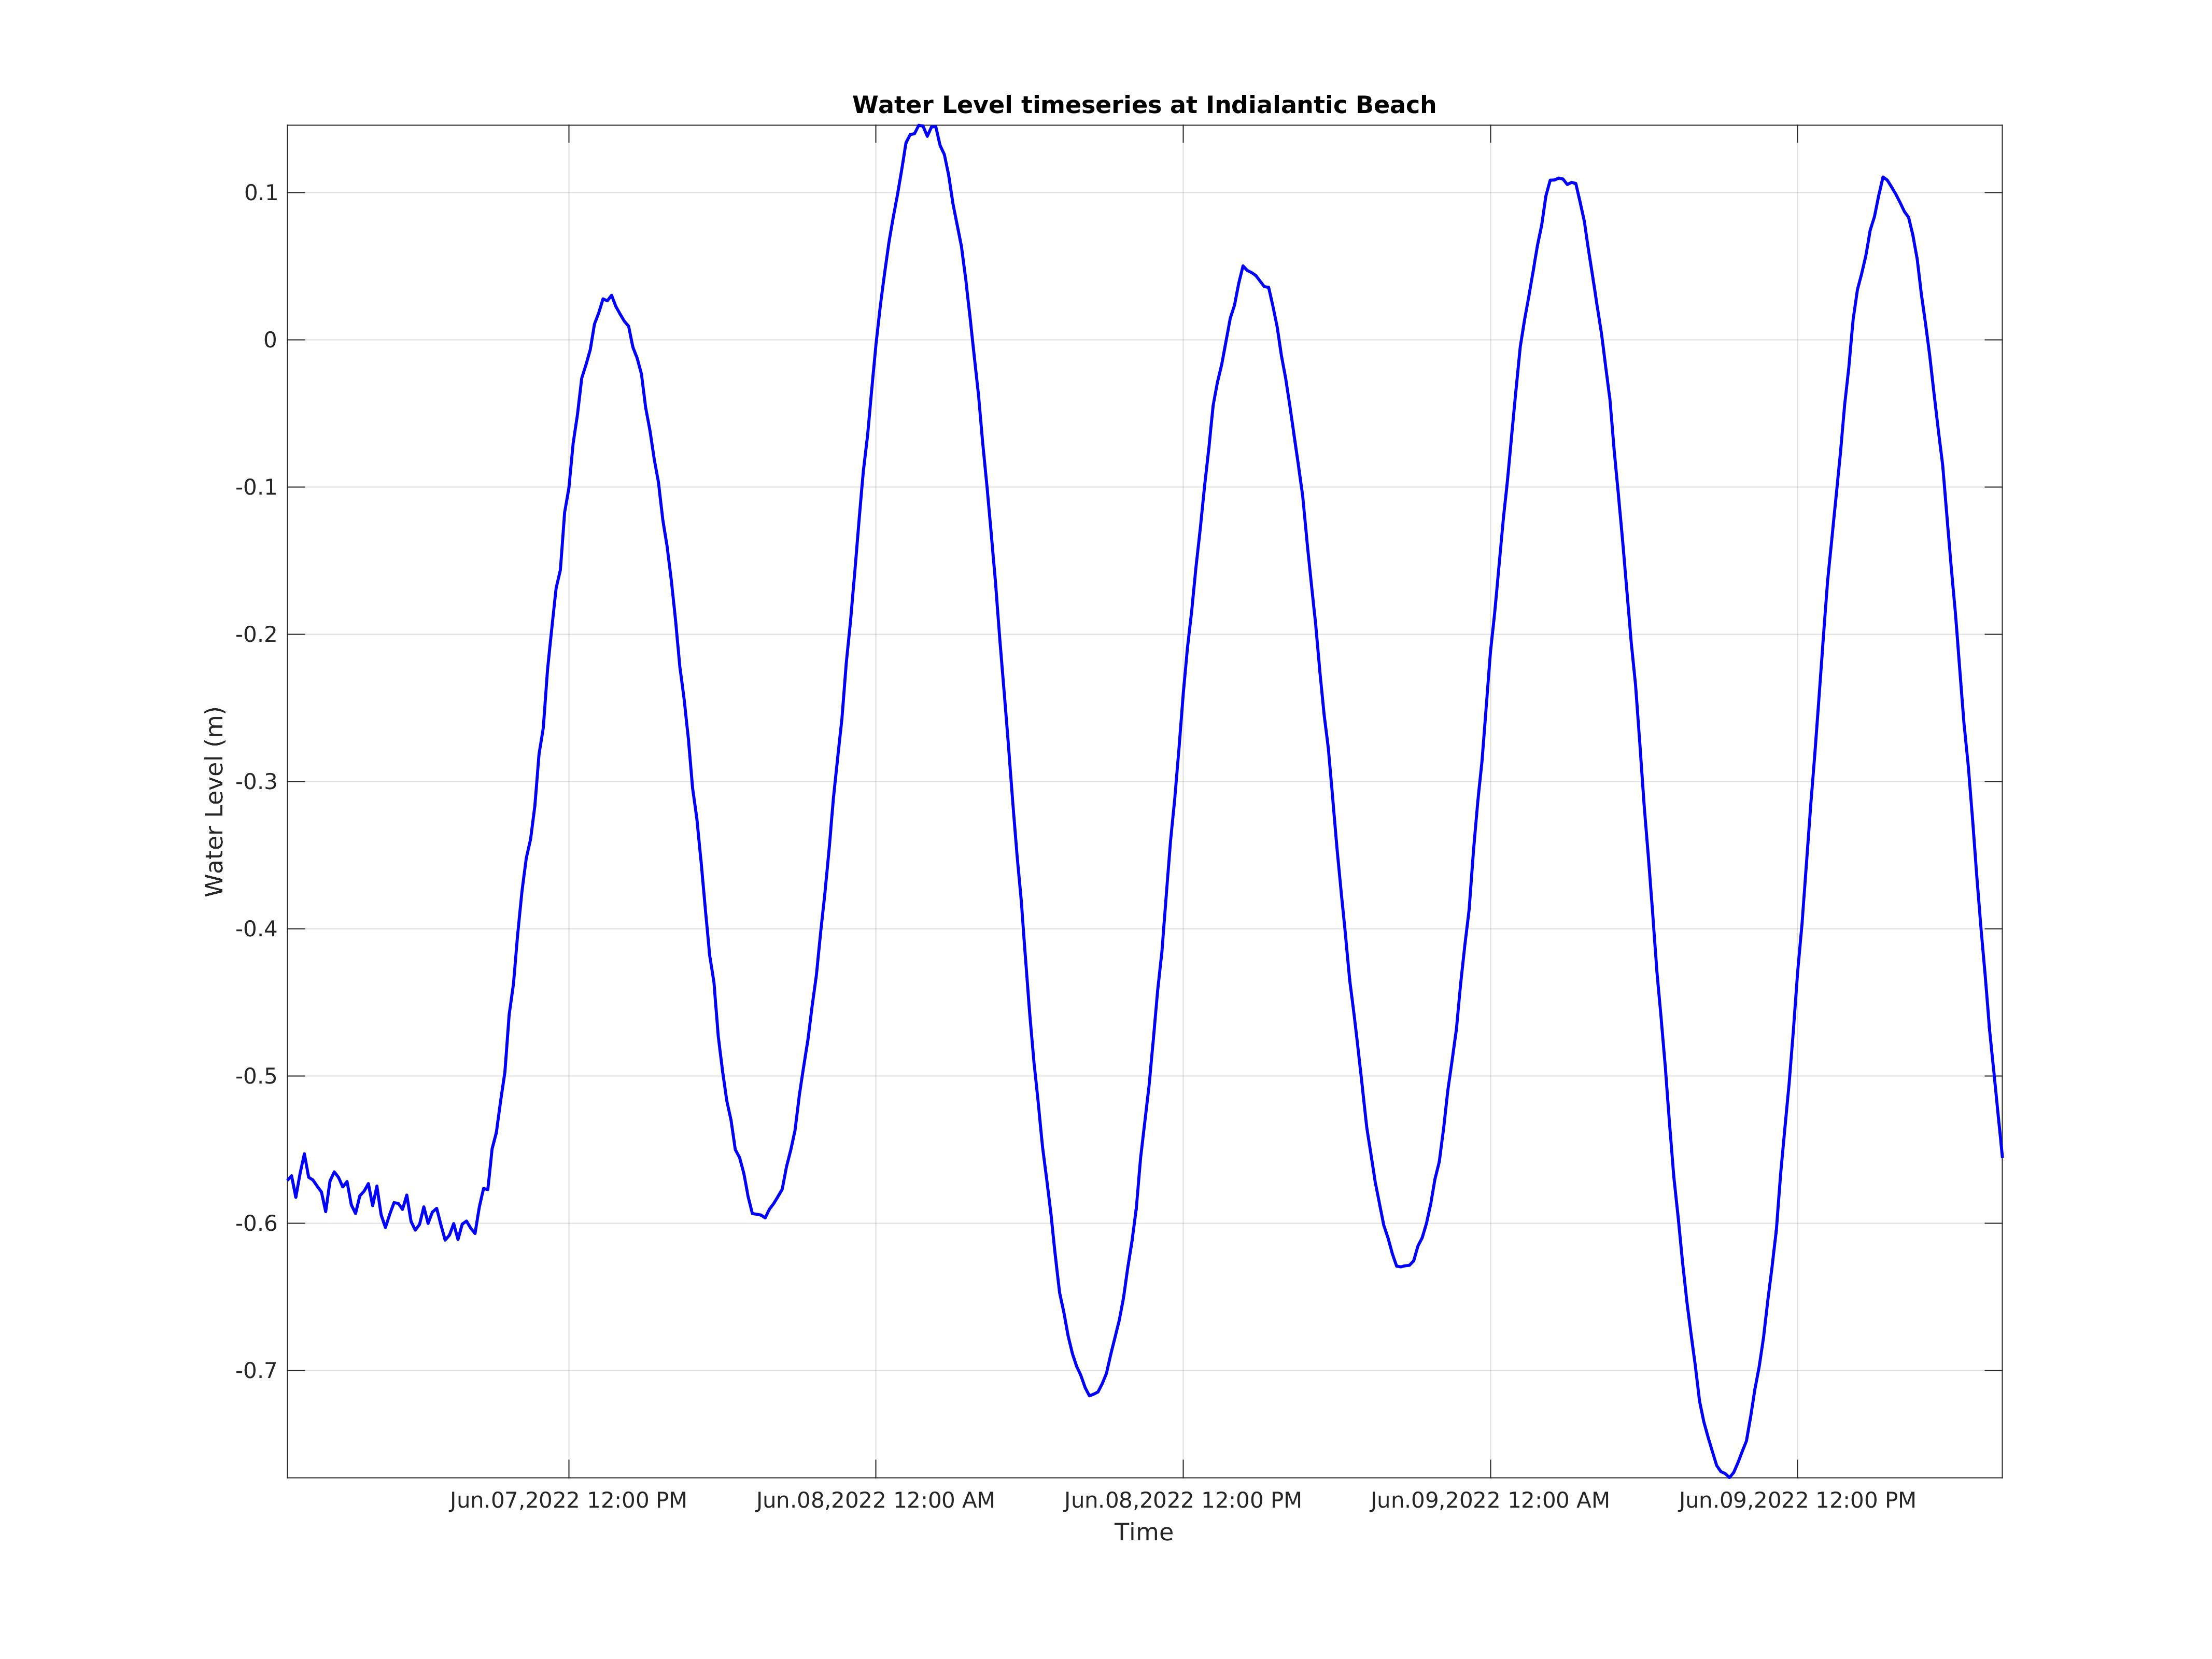 Water Level timeseries at Indialantic Beach
0.1
0
-0.1
-0.2
-0.3
-0.4
-0.5
-0.6
-0.7
Water Level (m)
Jun.07,2022 12:00 PM
Jun.08,2022 12:00 AM
Jun.08,2022 12:00 PM
Jun.09,2022 12:00 AM
Jun.09,2022 12:00 PM
Time